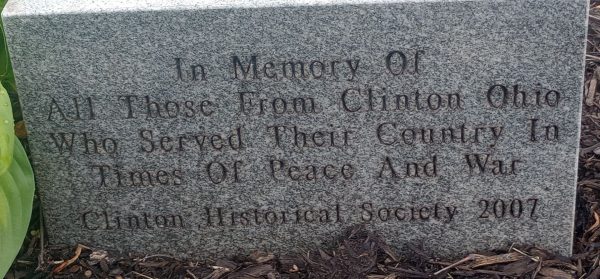 In Memory Of
All Those From Clinton Ohio
Who Served Their Country In
Times Of Peace And War
Clinton Historical Society 2007